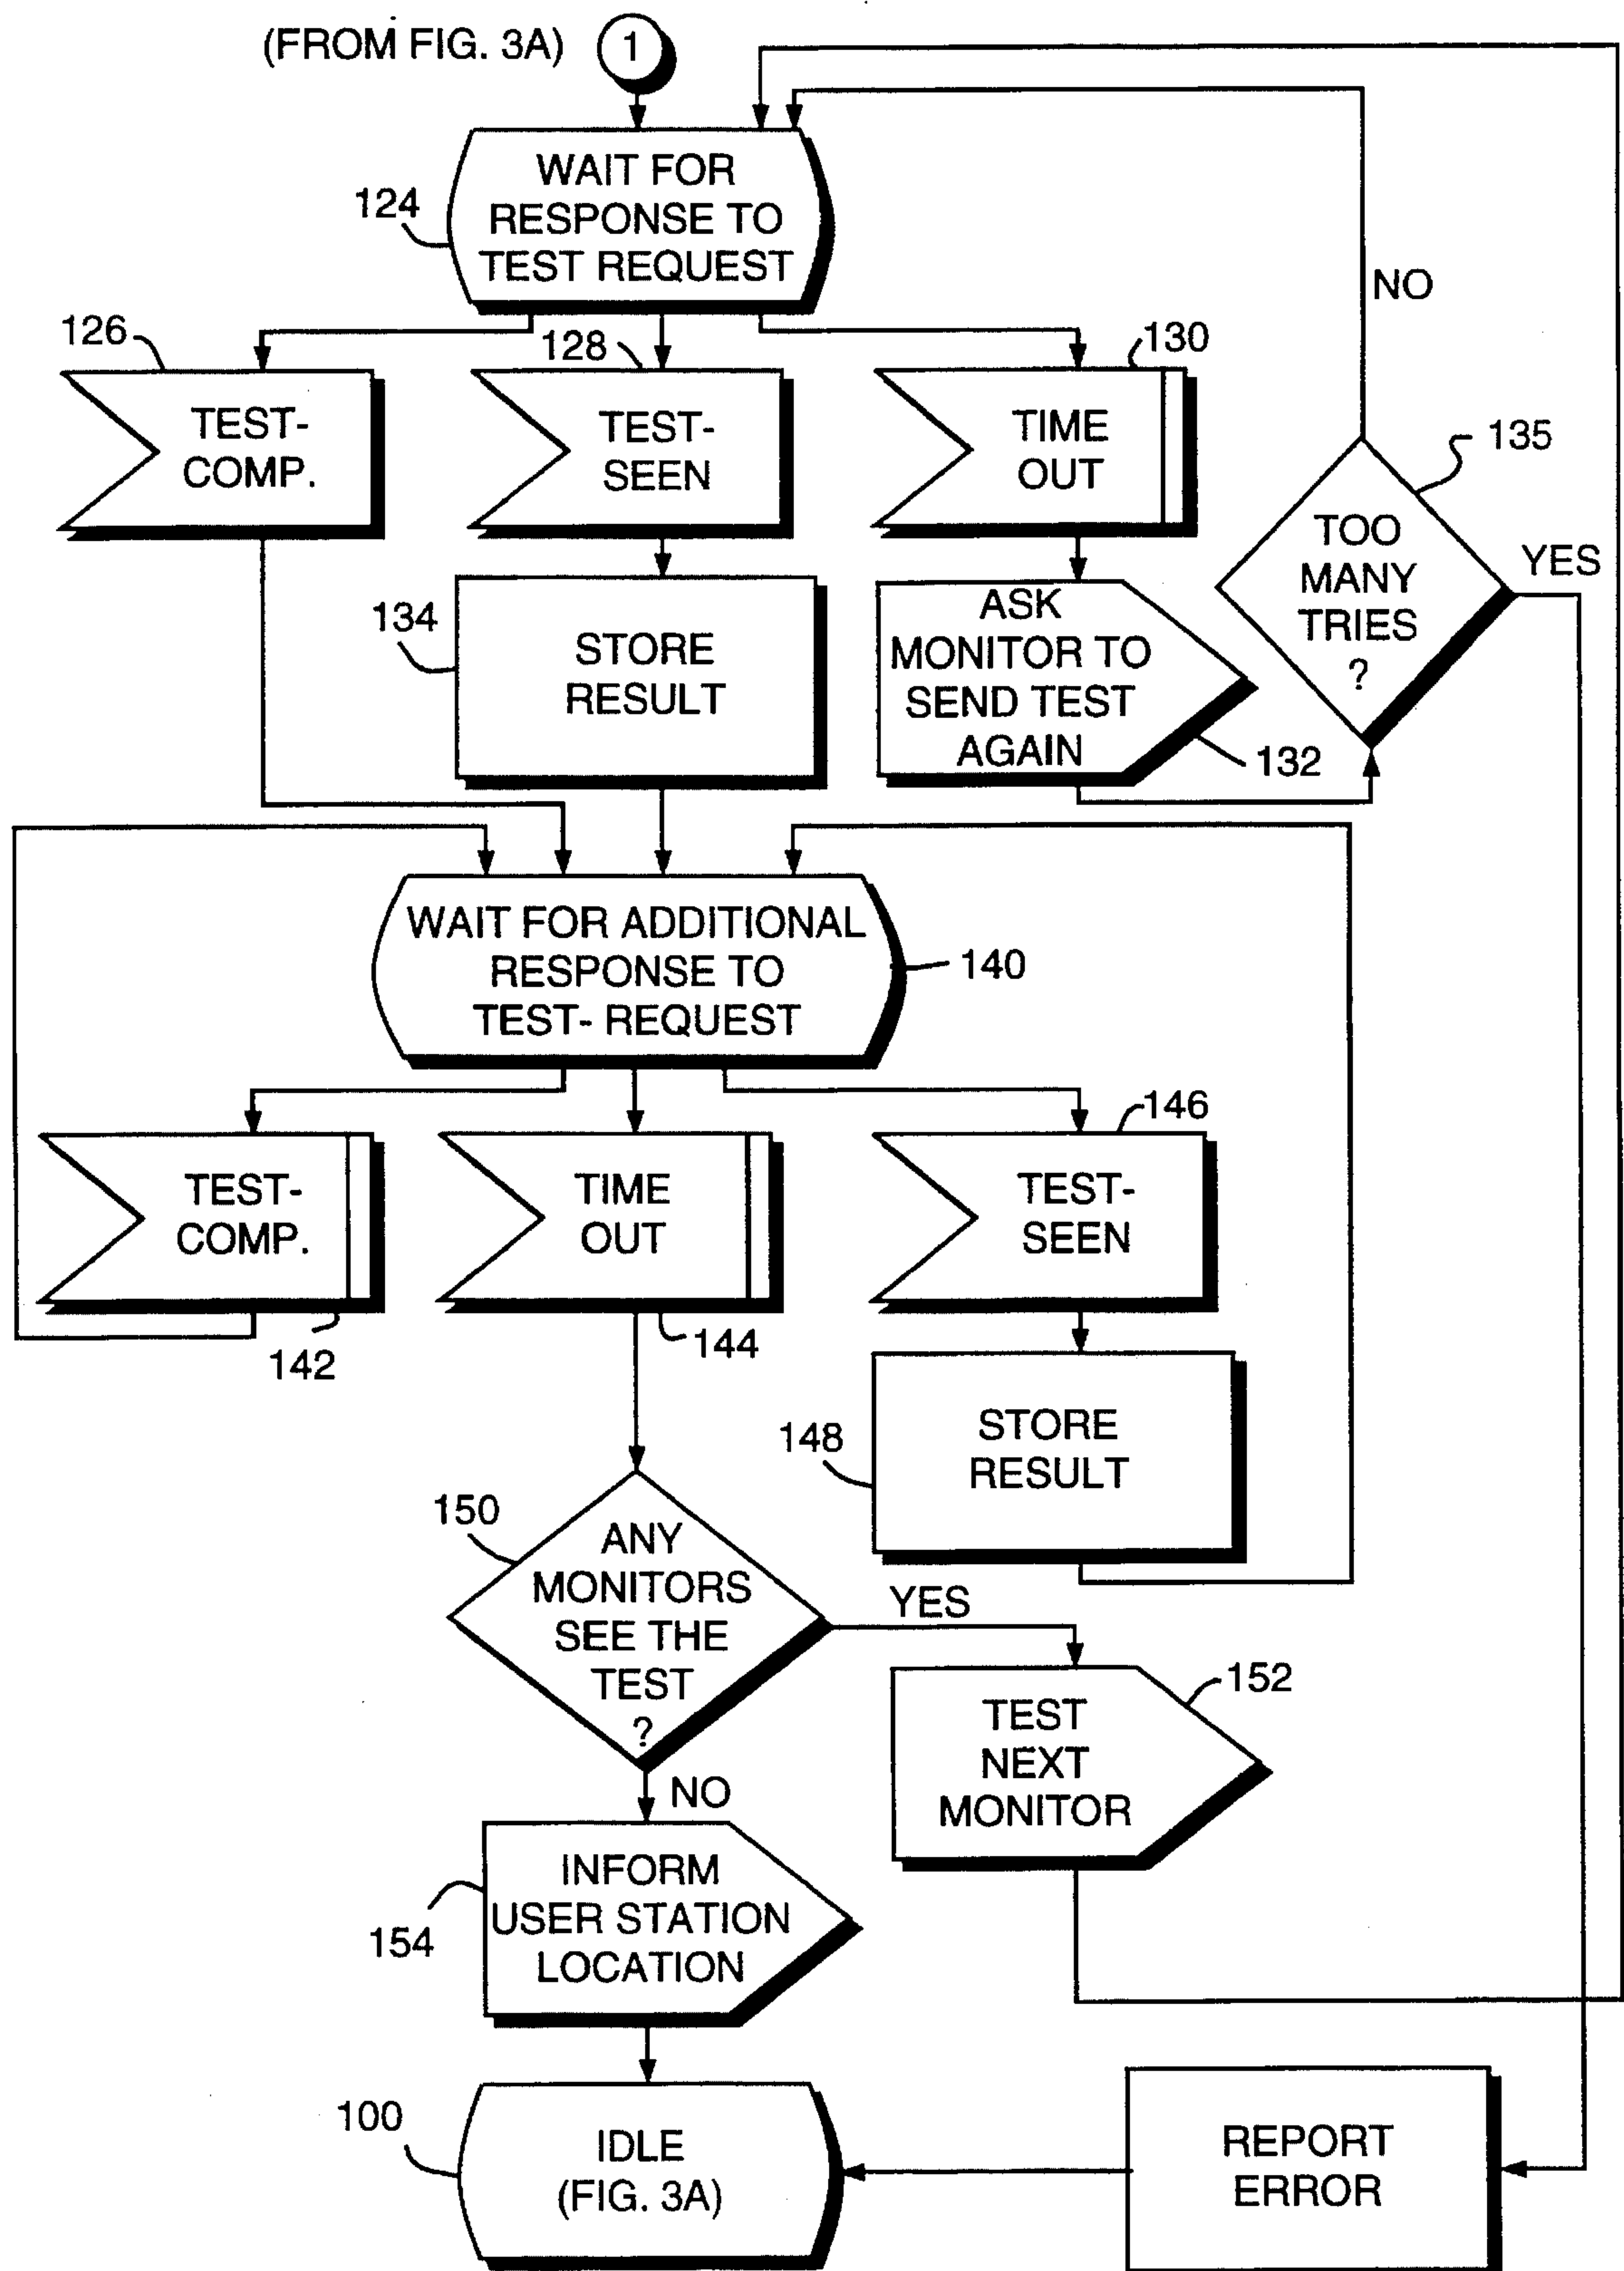 (FROM FIG. 3A)
1
WAIT FOR
RESPONSE TO
TEST REQUEST
124
NO
126
128
130
TEST-
COMP.
TEST-
SEEN
TIME
OUT
135
TOO
MANY
TRIES
?
YES
134
STORE
RESULT
ASK
MONITOR TO
SEND TEST
AGAIN
132
WAIT FOR ADDITIONAL
RESPONSE TO
TEST- REQUEST
140
146
TEST-
COMP.
TIME
OUT
TEST-
SEEN
142
144
148
STORE
RESULT
150
ANY
MONITORS
SEE THE
TEST
?
YES
152
TEST
NEXT
MONITOR
NO
INFORM
USER STATION
LOCATION
154
100
IDLE
(FIG. 3A)
REPORT
ERROR